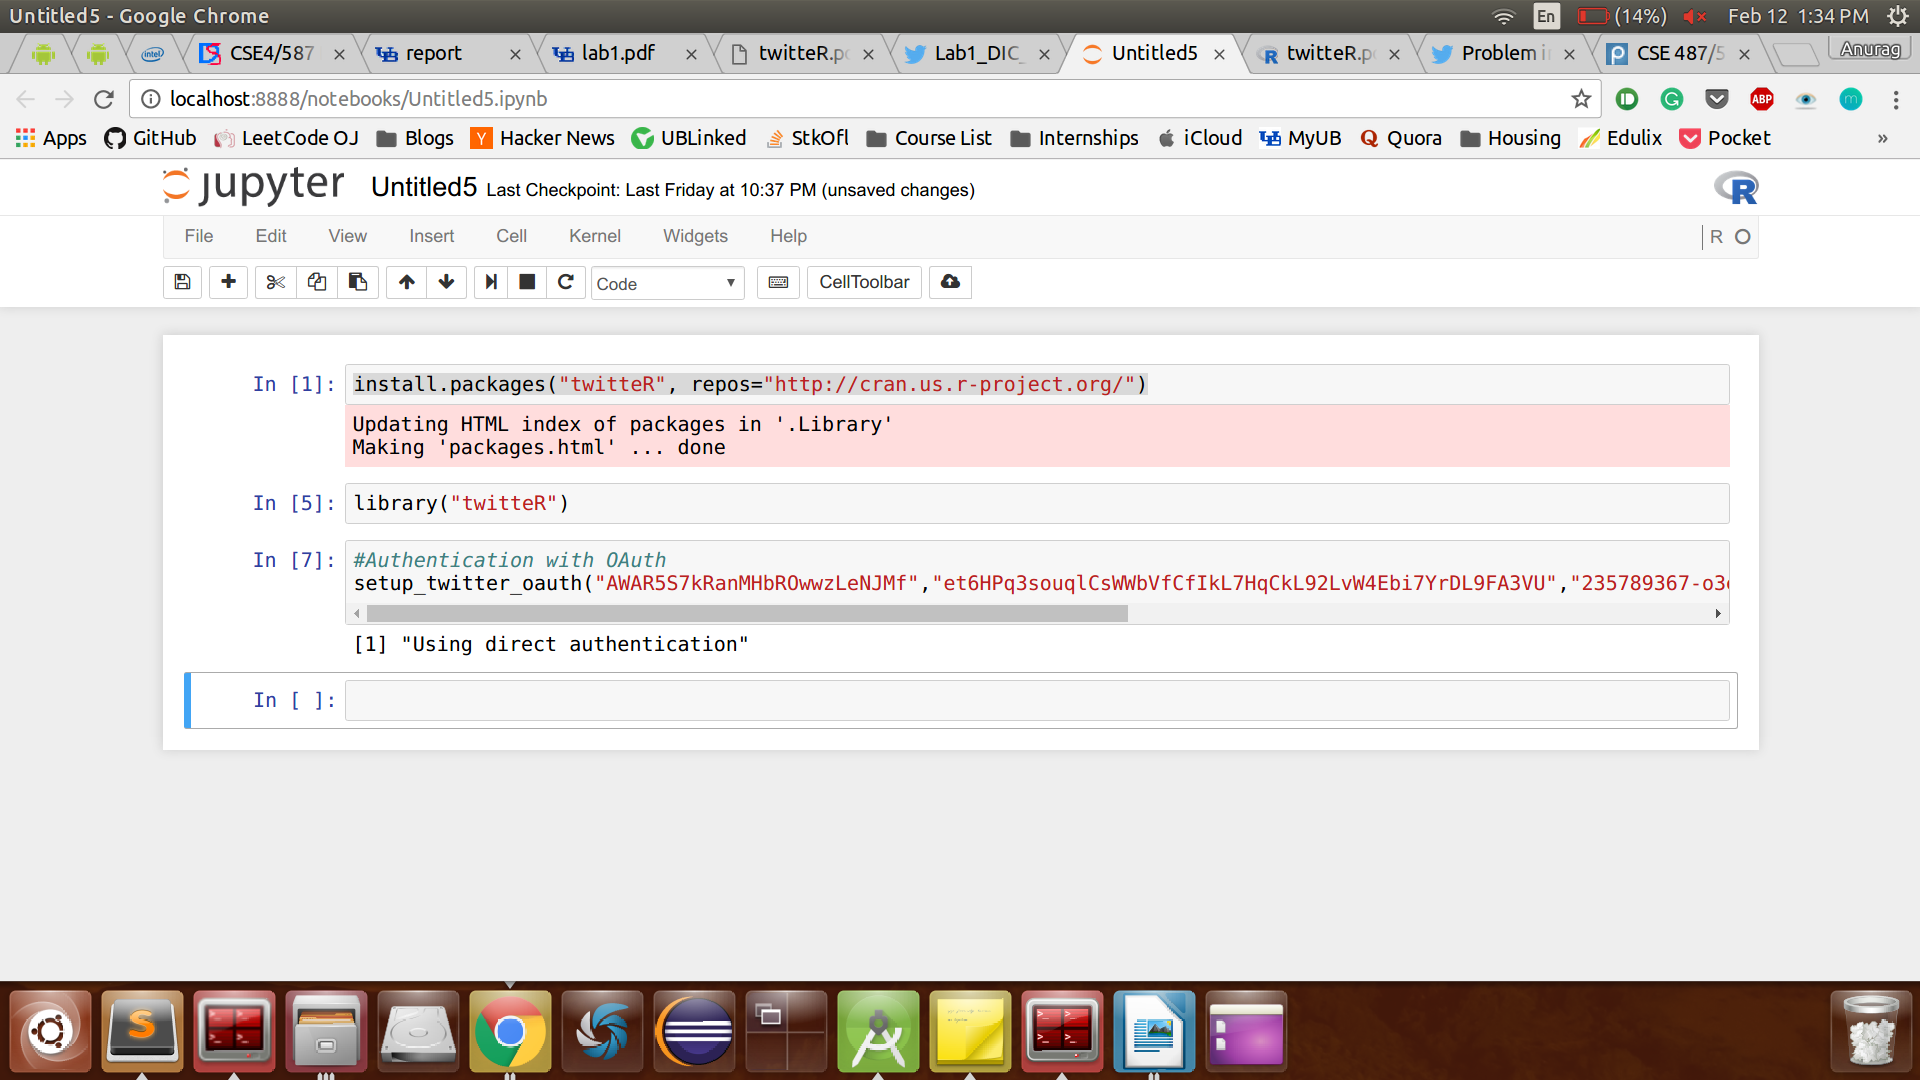 Untitled5 - Google Chrome
En (14%) Feb 12 1:34 PM
CSE4/587 report lab1.pdf twitteR.p Lab1_DIC_ Untitled5 twitteR.p Problem i CSE 487/5 Anurag
localhost:8888/notebooks/Untitled5.ipynb ABP m
Apps GitHub LeetCode OJ Blogs Hacker News UBLinked StkOfl Course List Internships iCloud MyUB Quora Housing Edulix Pocket »
jupyter Untitled5 Last Checkpoint: Last Friday at 10:37 PM (unsaved changes) R
File Edit View Insert Cell Kernel Widgets Help R
Code CellToolbar
In [1]: install.packages("twitteR", repos="http://cran.us.r-project.org/")
Updating HTML index of packages in '.Library'
Making 'packages.html' ... done
In [5]: library("twitteR")
In [7]: #Authentication with OAuth
setup_twitter_oauth("AWAR5S7kRanMHbROwwzLeNJMf","et6HPq3souqlCsWWbVfCfIkL7HqCkL92LvW4Ebi7YrDL9FA3VU","235789367-o3
[1] "Using direct authentication"
In [ ]: